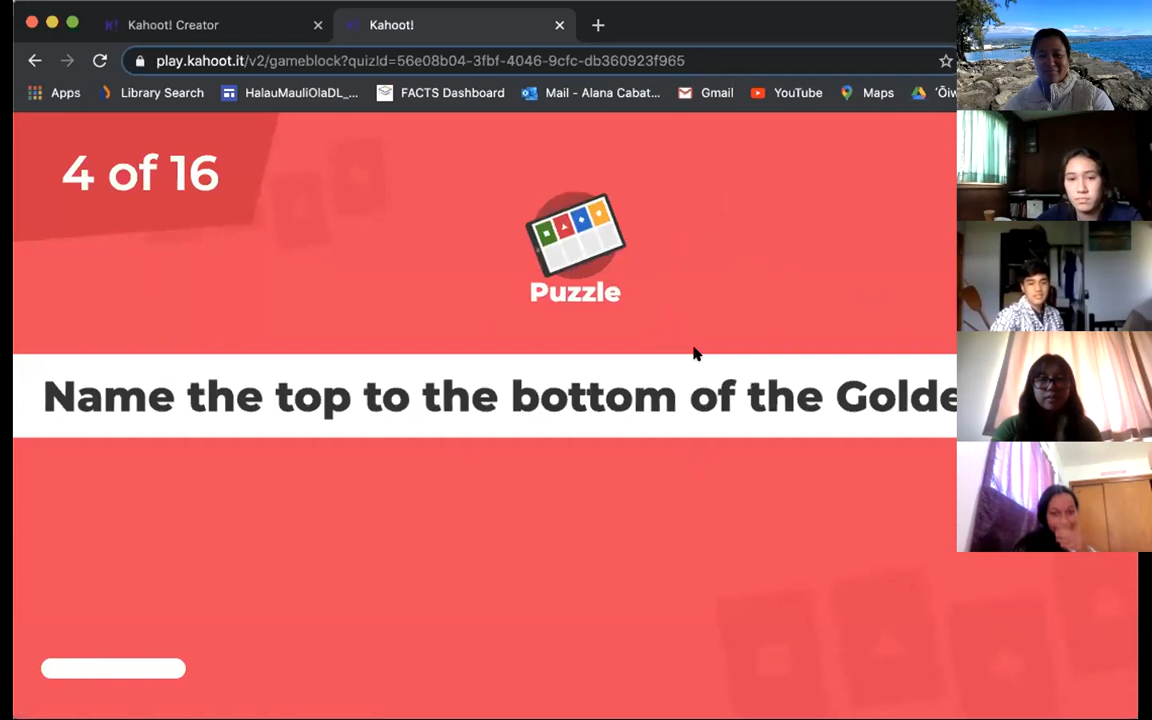 Kahoot! Creator
Kahoot!
play.kahoot.it/v2/gameblock?quizId=56e08b04-3fbf-4046-9cfc-db360923f965
Apps
Library Search
HalauMauliOlaDL_...
FACTS Dashboard
Mail - Alana Cabat...
Gmail
YouTube
Maps
ʻŌiw
4 of 16
Puzzle
Name the top to the bottom of the Golde